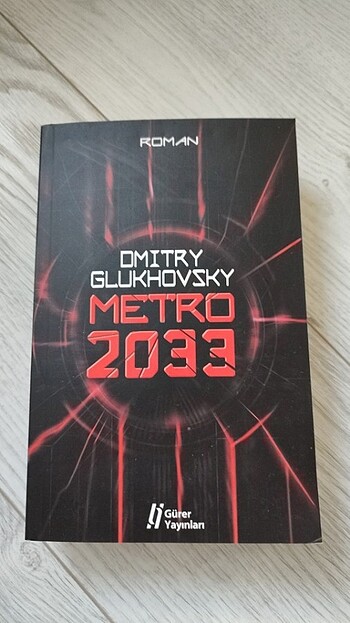 ROMAN
DMITRY
GLUKHOVSKY
METRO
2033
Gürer
Yayınları